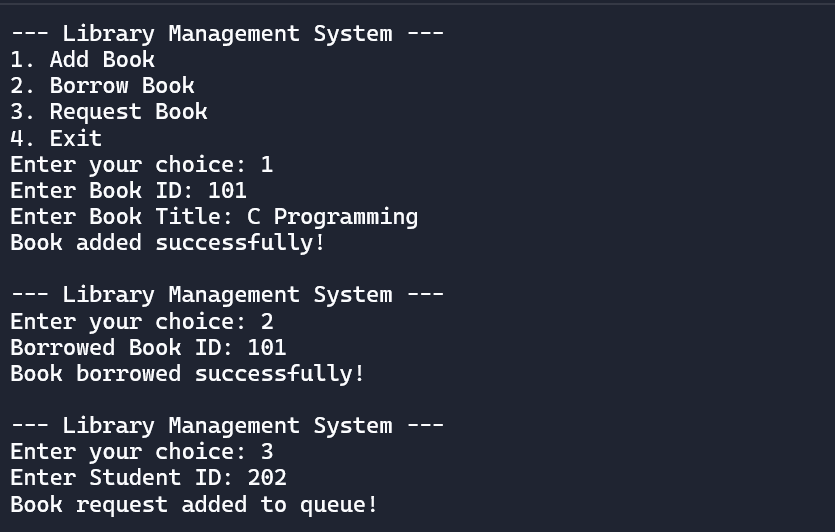 --- Library Management System ---
1. Add Book
2. Borrow Book
3. Request Book
4. Exit
Enter your choice: 1
Enter Book ID: 101
Enter Book Title: C Programming
Book added successfully!

--- Library Management System ---
Enter your choice: 2
Borrowed Book ID: 101
Book borrowed successfully!

--- Library Management System ---
Enter your choice: 3
Enter Student ID: 202
Book request added to queue!